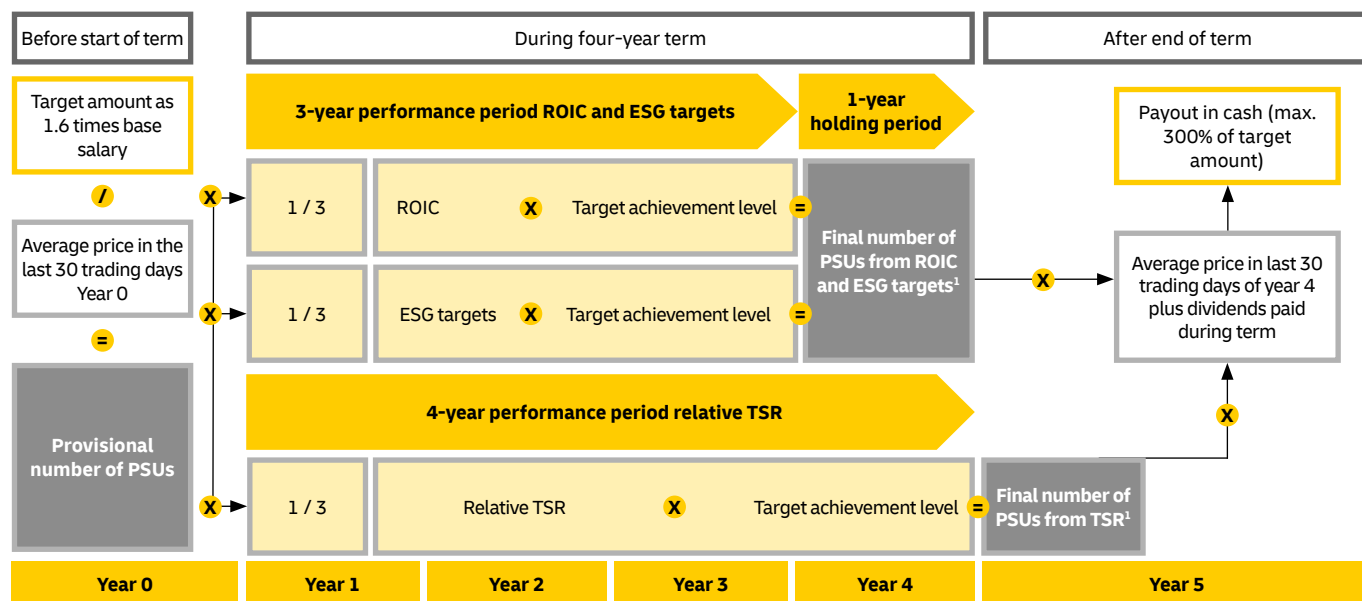 Before start of term
During four-year term
After end of term
Target amount as
1.6 times base
salary
/
Average price in the
last 30 trading days
Year 0
=
Provisional
number of PSUs
3-year performance period ROIC and ESG targets
1-year
holding period
X
1 / 3
ROIC
X
Target achievement level
=
X
1 / 3
ESG targets
X
Target achievement level
=
Final number of
PSUs from ROIC
and ESG targets¹
X
Payout in cash (max.
300% of target
amount)
Average price in last 30
trading days of year 4
plus dividends paid
during term
4-year performance period relative TSR
X
X
1 / 3
Relative TSR
X
Target achievement level
=
Final number of
PSUs from TSR¹
Year 0
Year 1
Year 2
Year 3
Year 4
Year 5